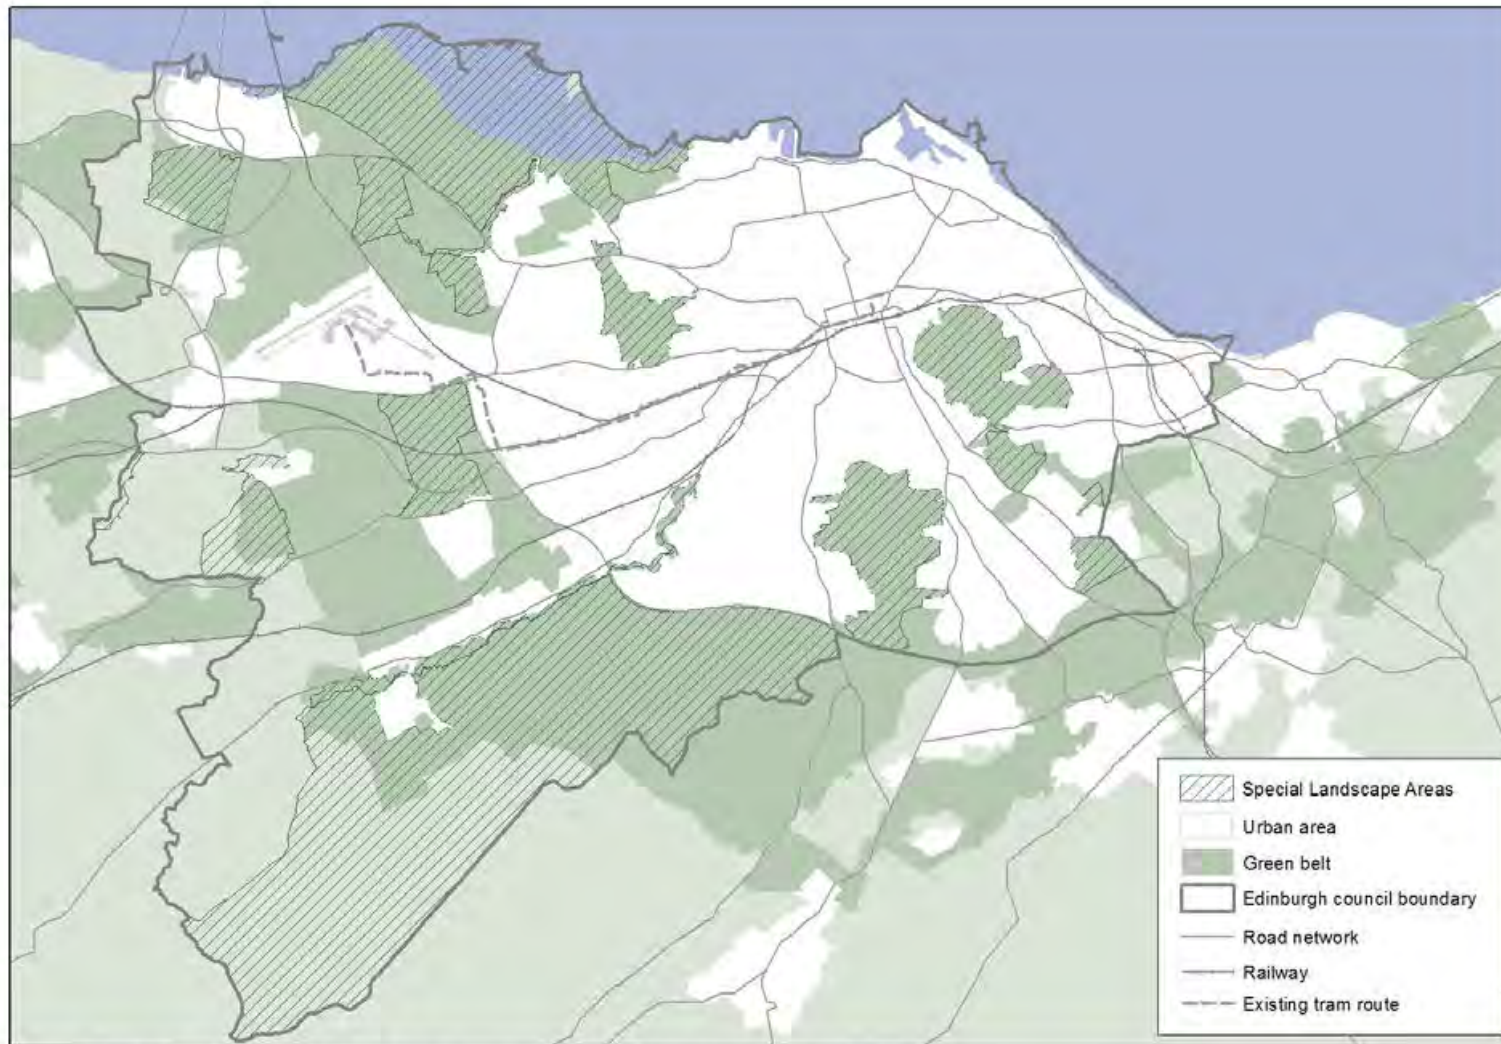 Special Landscape Areas
Urban area
Green belt
Edinburgh council boundary
Road network
Railway
Existing tram route